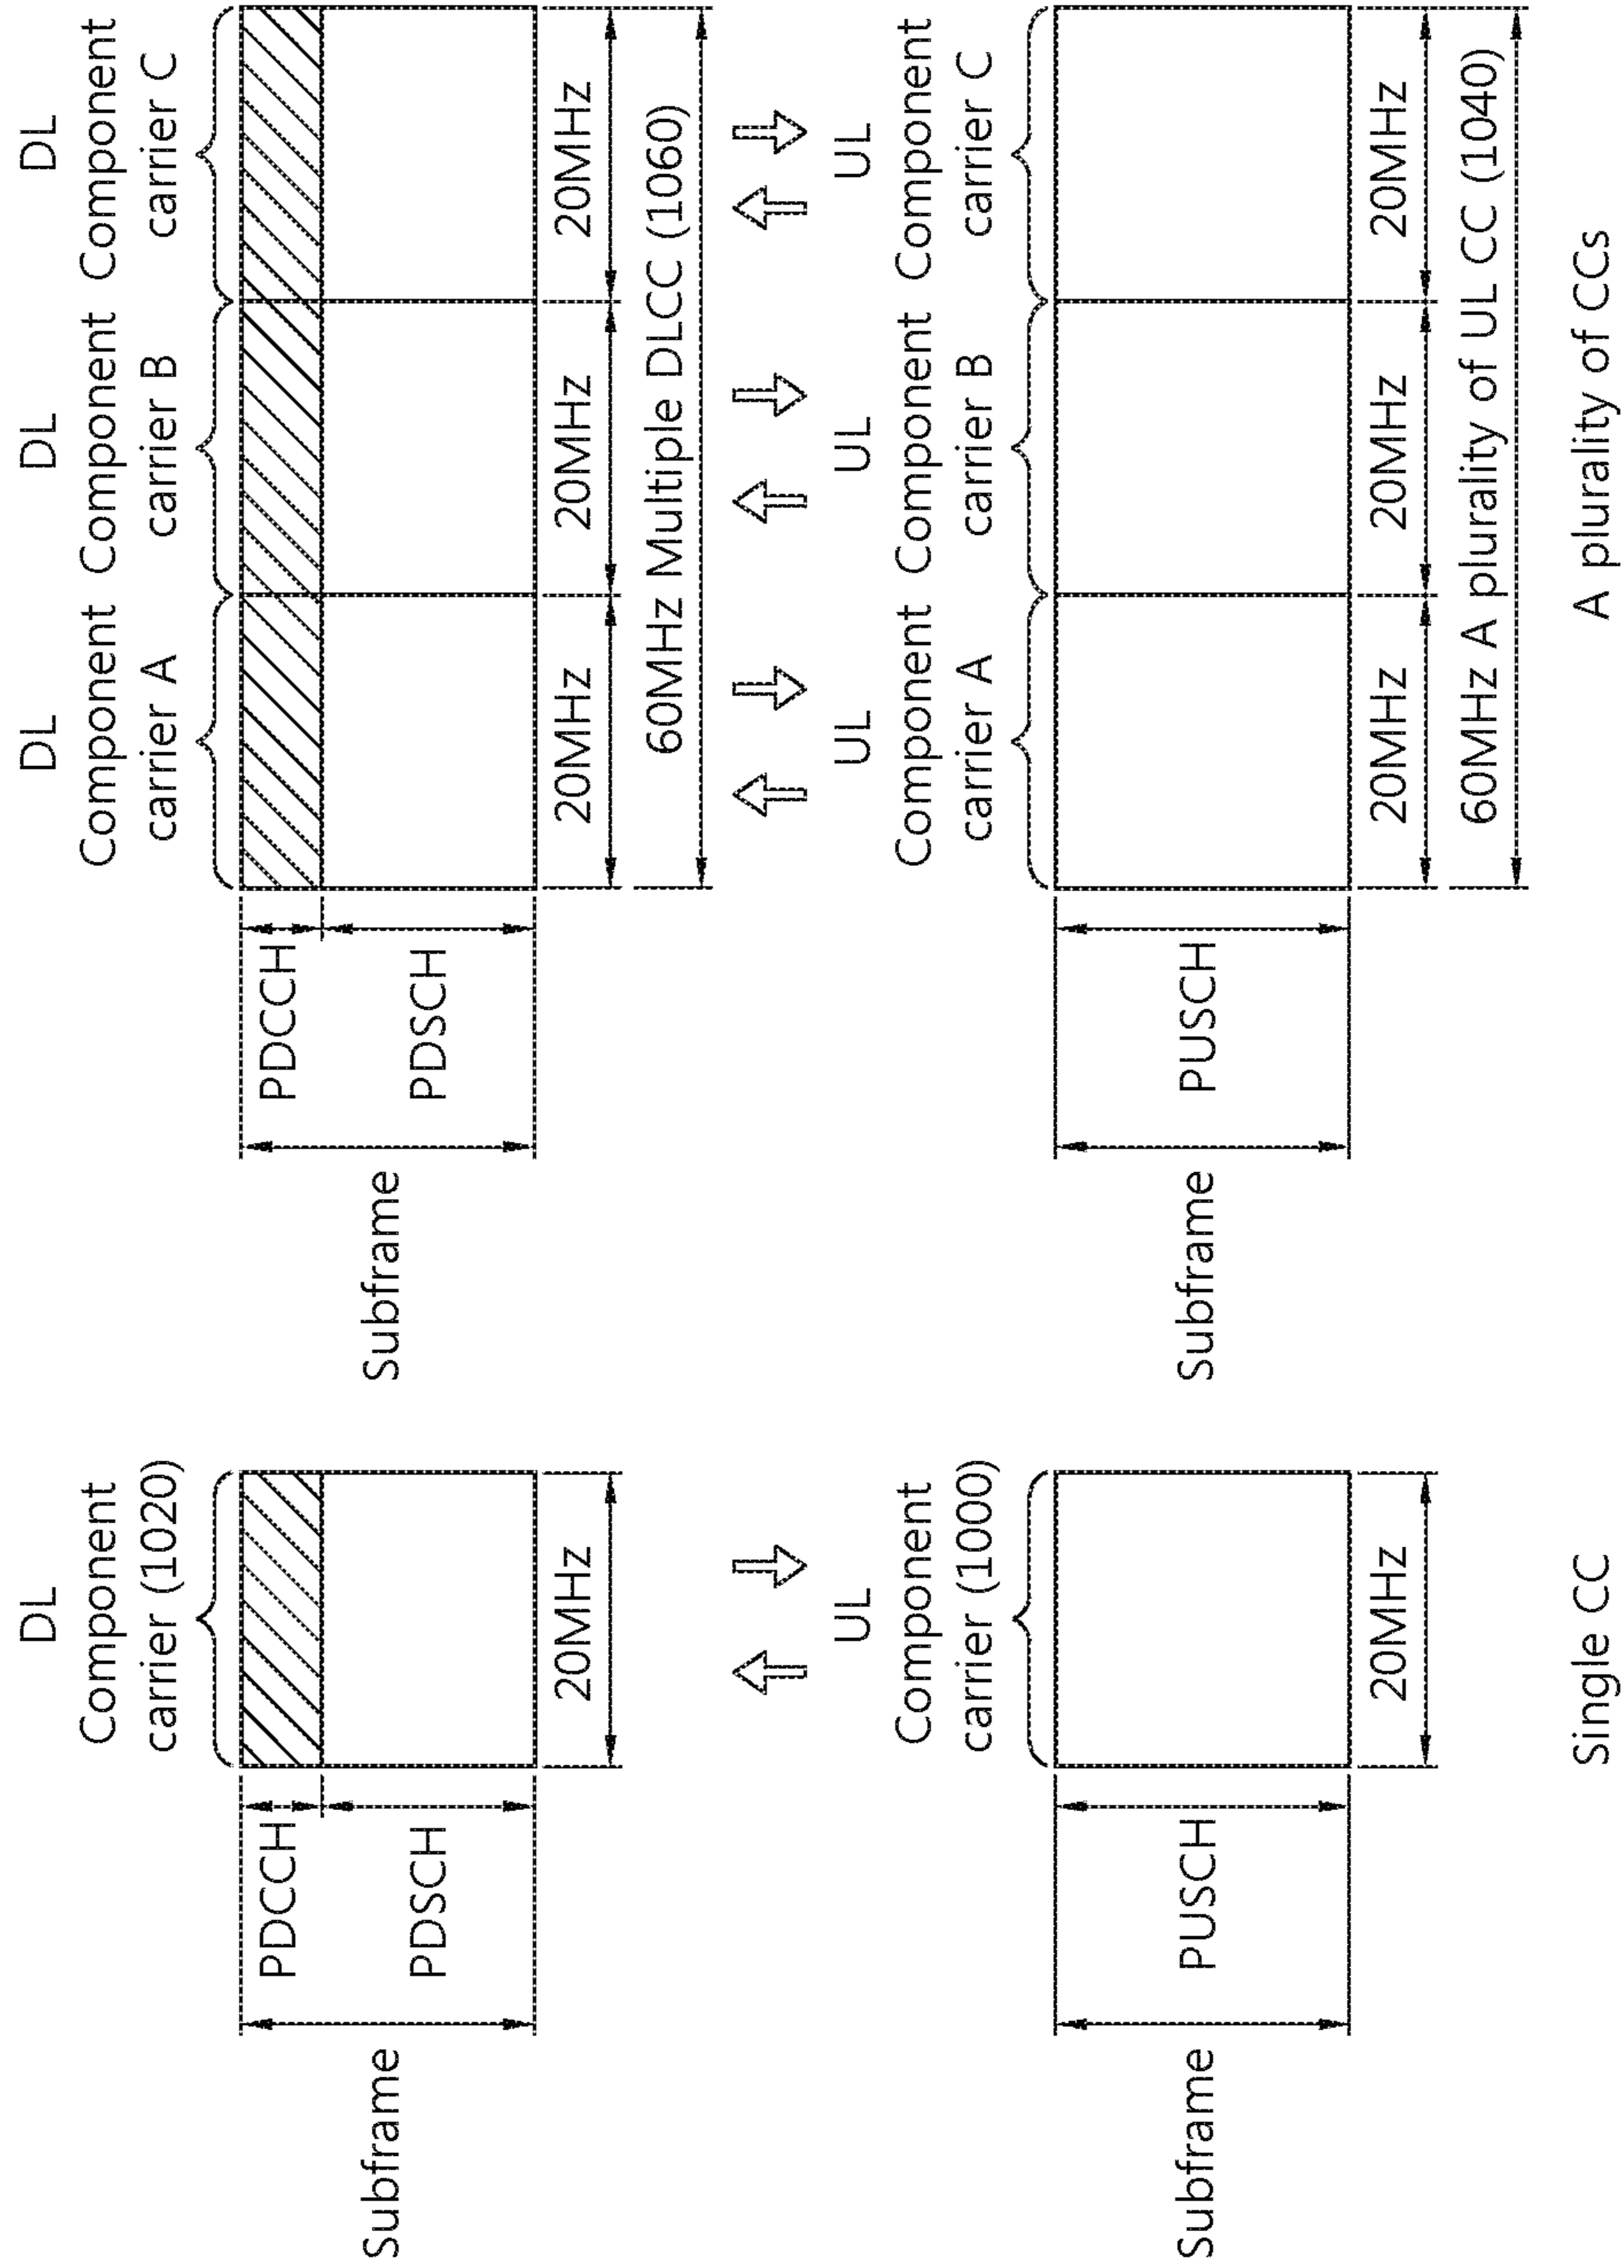 DL
Component
carrier (1020)
PDCCH
PDSCH
Subframe
20MHz
UL
Component
carrier (1000)
PUSCH
Subframe
20MHz
Single CC
DL
Component
carrier A
DL
Component
carrier B
DL
Component
carrier C
PDCCH
PDSCH
Subframe
20MHz
20MHz
20MHz
60MHz Multiple DLCC (1060)
UL
Component
carrier A
UL
Component
carrier B
UL
Component
carrier C
PUSCH
Subframe
20MHz
20MHz
20MHz
60MHz A plurality of UL CC (1040)
A plurality of CCs